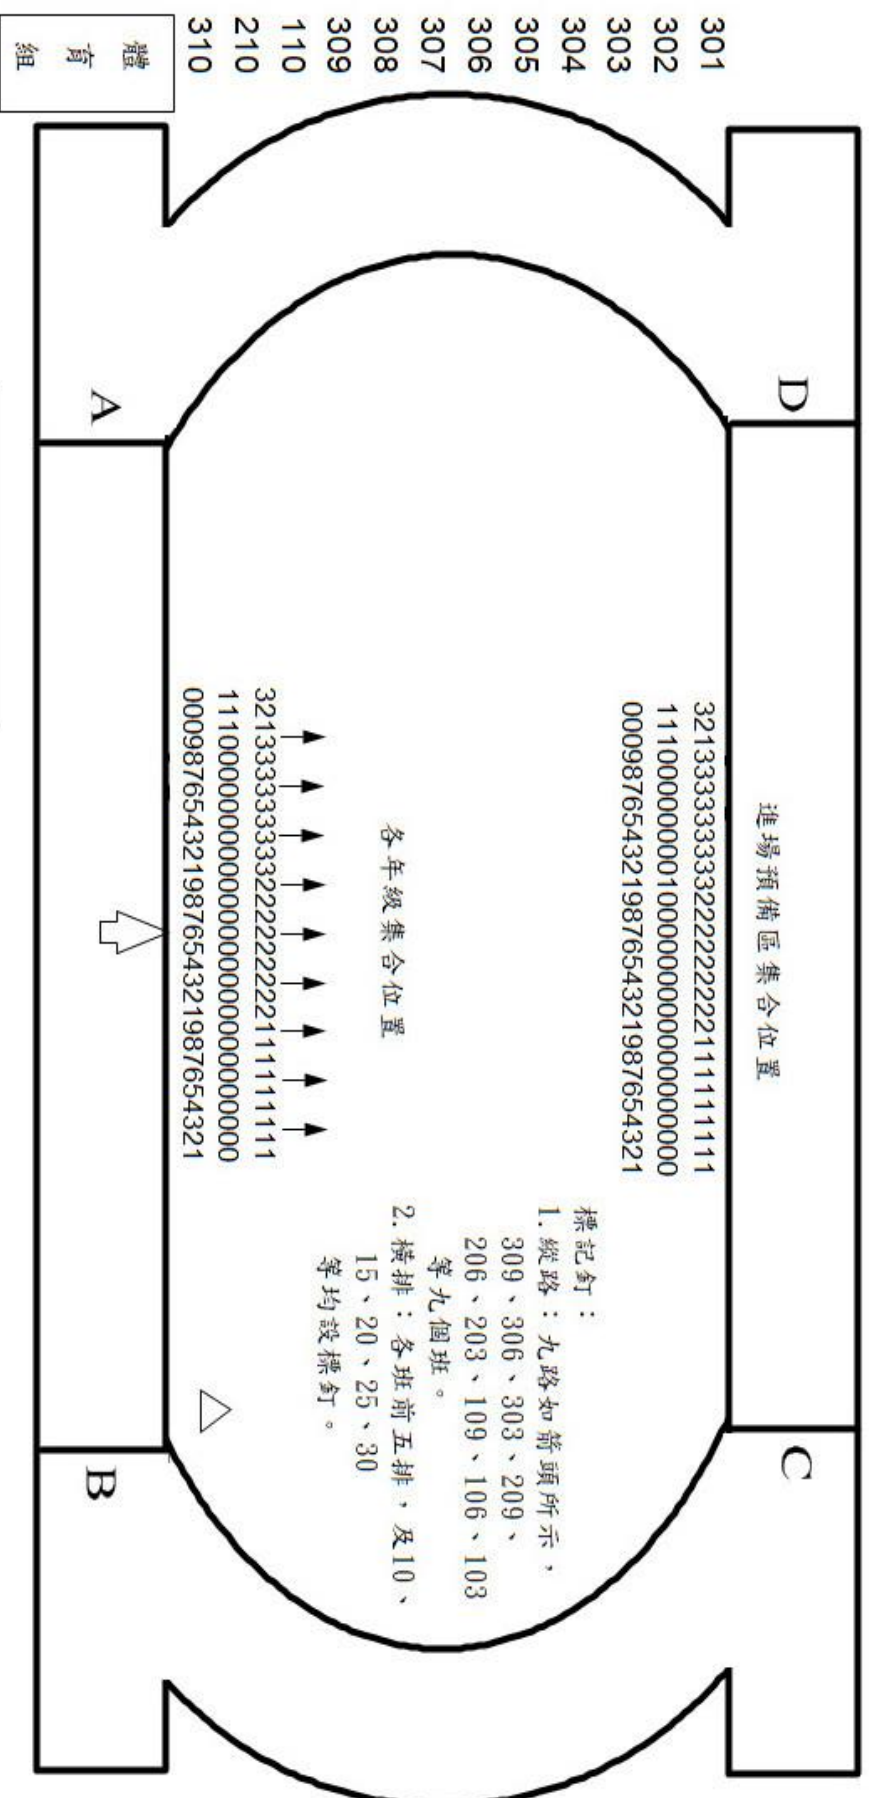 D
C
進場預備區集合位置
301
302
303
304
305
306
307
308
309
110
210
310
321333333333222222222111111111
111000000001000000000000000000
000987654321987654321987654321
標記釘：
1.縱路：九路如箭頭所示，
309、306、303、209、
206、203、109、106、103
等九個班。
2.橫排：各班前五排，及10、
15、20、25、30
等均設標釘。
各年級集合位置
321333333333222222222111111111
111000000000000000000000000000
000987654321987654321987654321
A
B
體
育
組